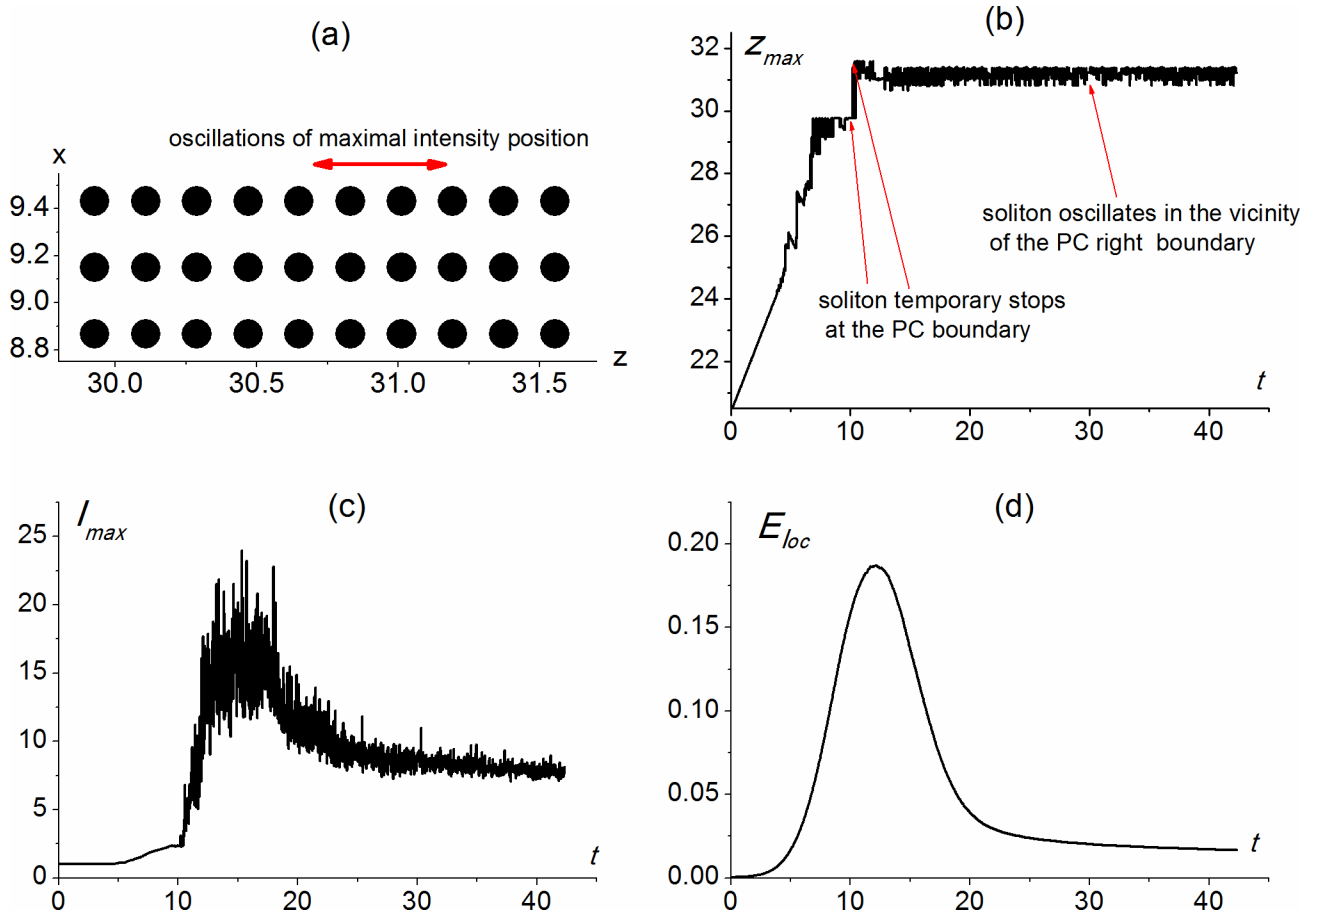 (a)
oscillations of maximal intensity position
x
9.4
9.2
9.0
8.8
30.0 30.5 31.0 31.5
z
(b)
z_max
32
30
28
26
24
22
soliton oscillates in the vicinity
of the PC right boundary
soliton temporary stops
at the PC boundary
t
0 10 20 30 40
(c)
I_max
25
20
15
10
5
0
t
0 10 20 30 40
(d)
E_loc
0.20
0.15
0.10
0.05
0.00
t
0 10 20 30 40